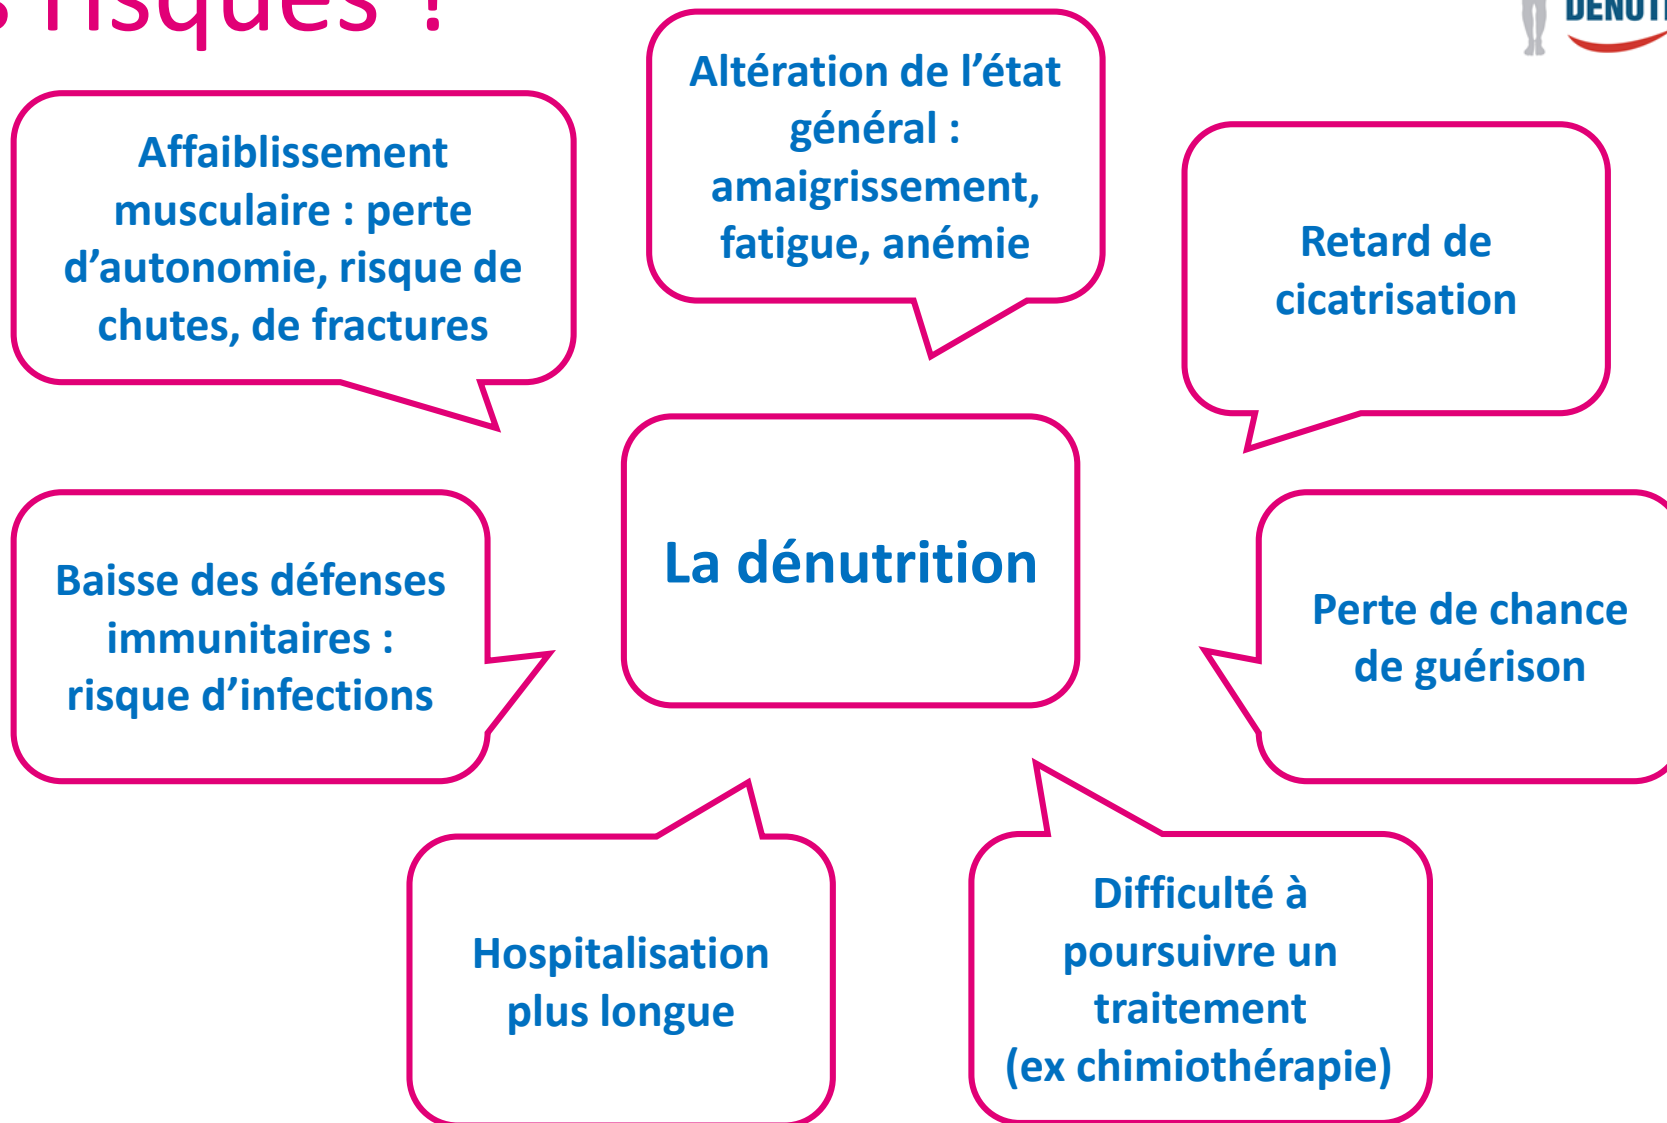 s risques ?
DÉNUT
Altération de l’état
général :
amaigrissement,
fatigue, anémie
Affaiblissement
musculaire : perte
d’autonomie, risque de
chutes, de fractures
Retard de
cicatrisation
La dénutrition
Baisse des défenses
immunitaires :
risque d’infections
Perte de chance
de guérison
Hospitalisation
plus longue
Difficulté à
poursuivre un
traitement
(ex chimiothérapie)